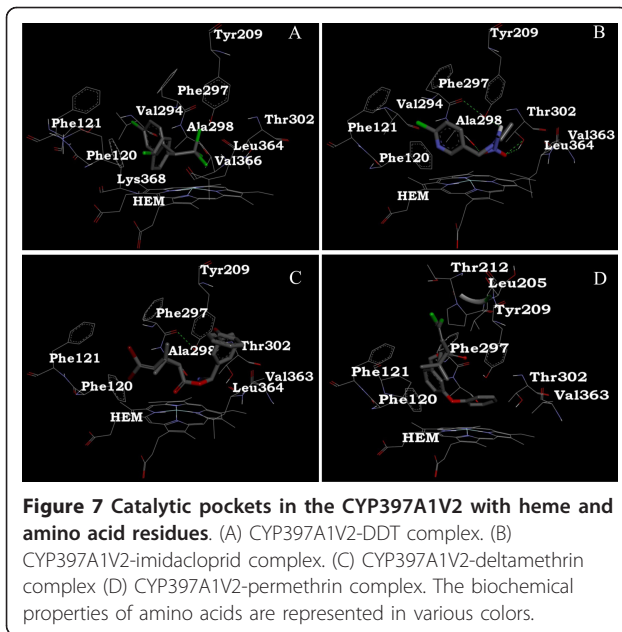 A
Tyr209
Phe297
Val294
Ala298
Thr302
Phe121
Leu364
Phe120
Val366
Lys368
HEM
B
Tyr209
Phe297
Val294
Thr302
Ala298
Phe121
Val363
Phe120
Leu364
HEM
C
Tyr209
Phe297
Ala298
Thr302
Phe121
Val363
Phe120
Leu364
HEM
D
Thr212
Leu205
Tyr209
Phe297
Phe121
Thr302
Phe120
Val363
HEM
Figure 7 Catalytic pockets in the CYP397A1V2 with heme and
amino acid residues. (A) CYP397A1V2-DDT complex. (B)
CYP397A1V2-imidacloprid complex. (C) CYP397A1V2-deltamethrin
complex (D) CYP397A1V2-permethrin complex. The biochemical
properties of amino acids are represented in various colors.